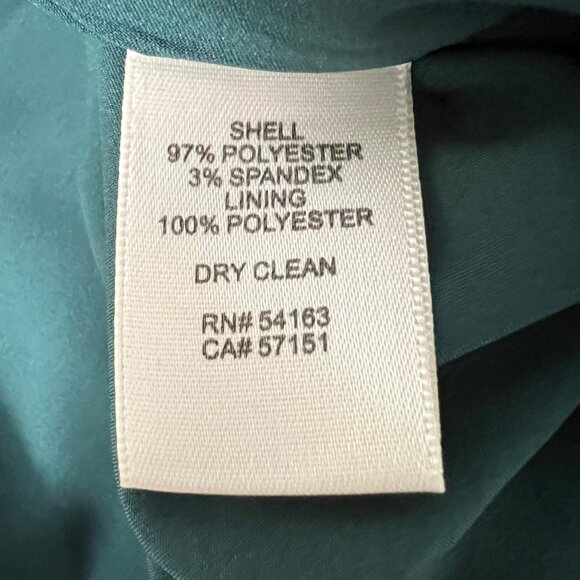 SHELL
97% POLYESTER
3% SPANDEX
LINING
100% POLYESTER
DRY CLEAN
RN# 54163
CA# 57151